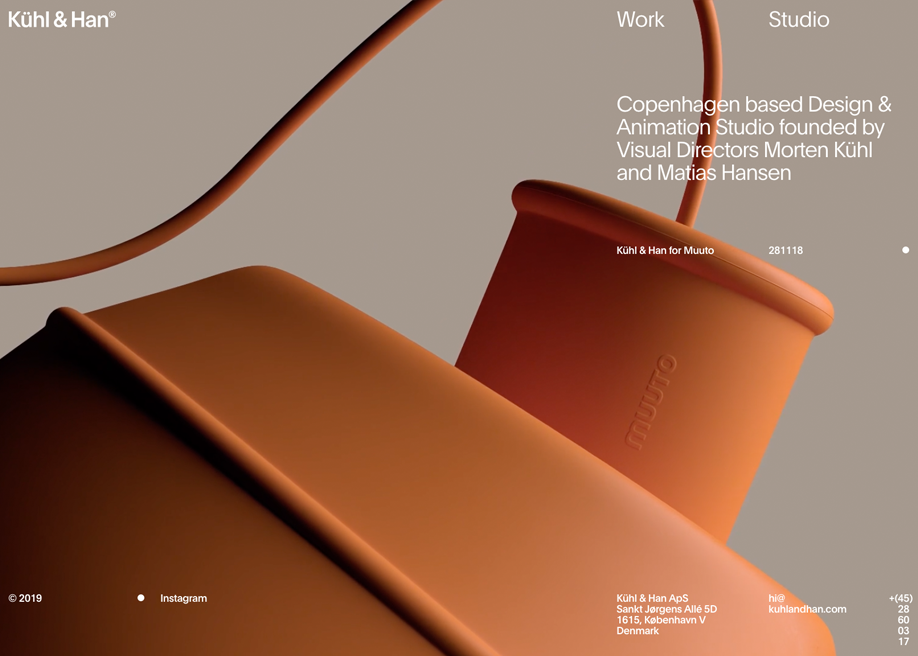 Kühl & Han®
Work
Studio
Copenhagen based Design &
Animation Studio founded by
Visual Directors Morten Kühl
and Matias Hansen
Kühl & Han for Muuto
281118
muuto
© 2019
Instagram
Kühl & Han ApS
Sankt Jørgens Allé 5D
1615, København V
Denmark
hi@
kuhlandhan.com
+(45)
28
60
03
17